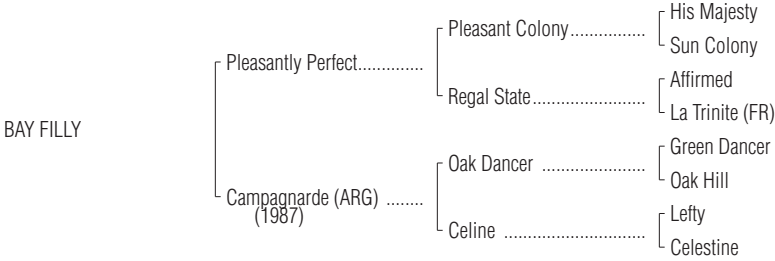 His Majesty
Pleasant Colony................
Sun Colony
Pleasantly Perfect..............
Affirmed
Regal State........................
La Trinite (FR)
BAY FILLY
Green Dancer
Oak Dancer ......................
Oak Hill
Campagnarde (ARG) ........
(1987)
Lefty
Celine ..............................
Celestine